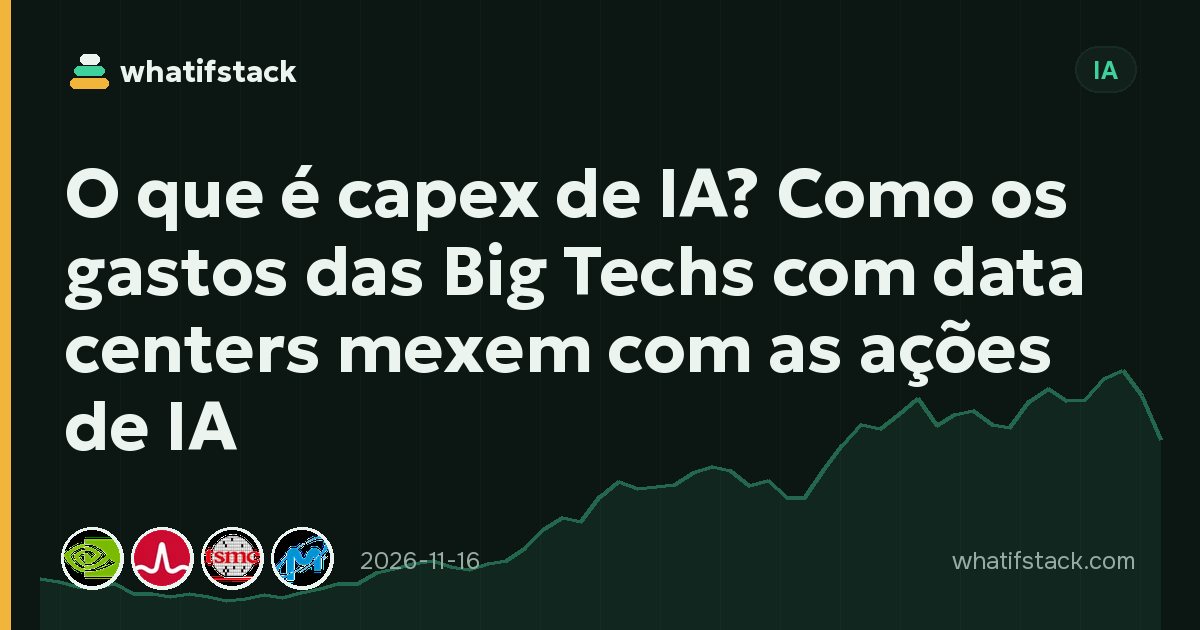 whatifstack
IA
O que é capex de IA? Como os
gastos das Big Techs com data
centers mexem com as ações
de IA
tsmc
2026-11-16
whatifstack.com